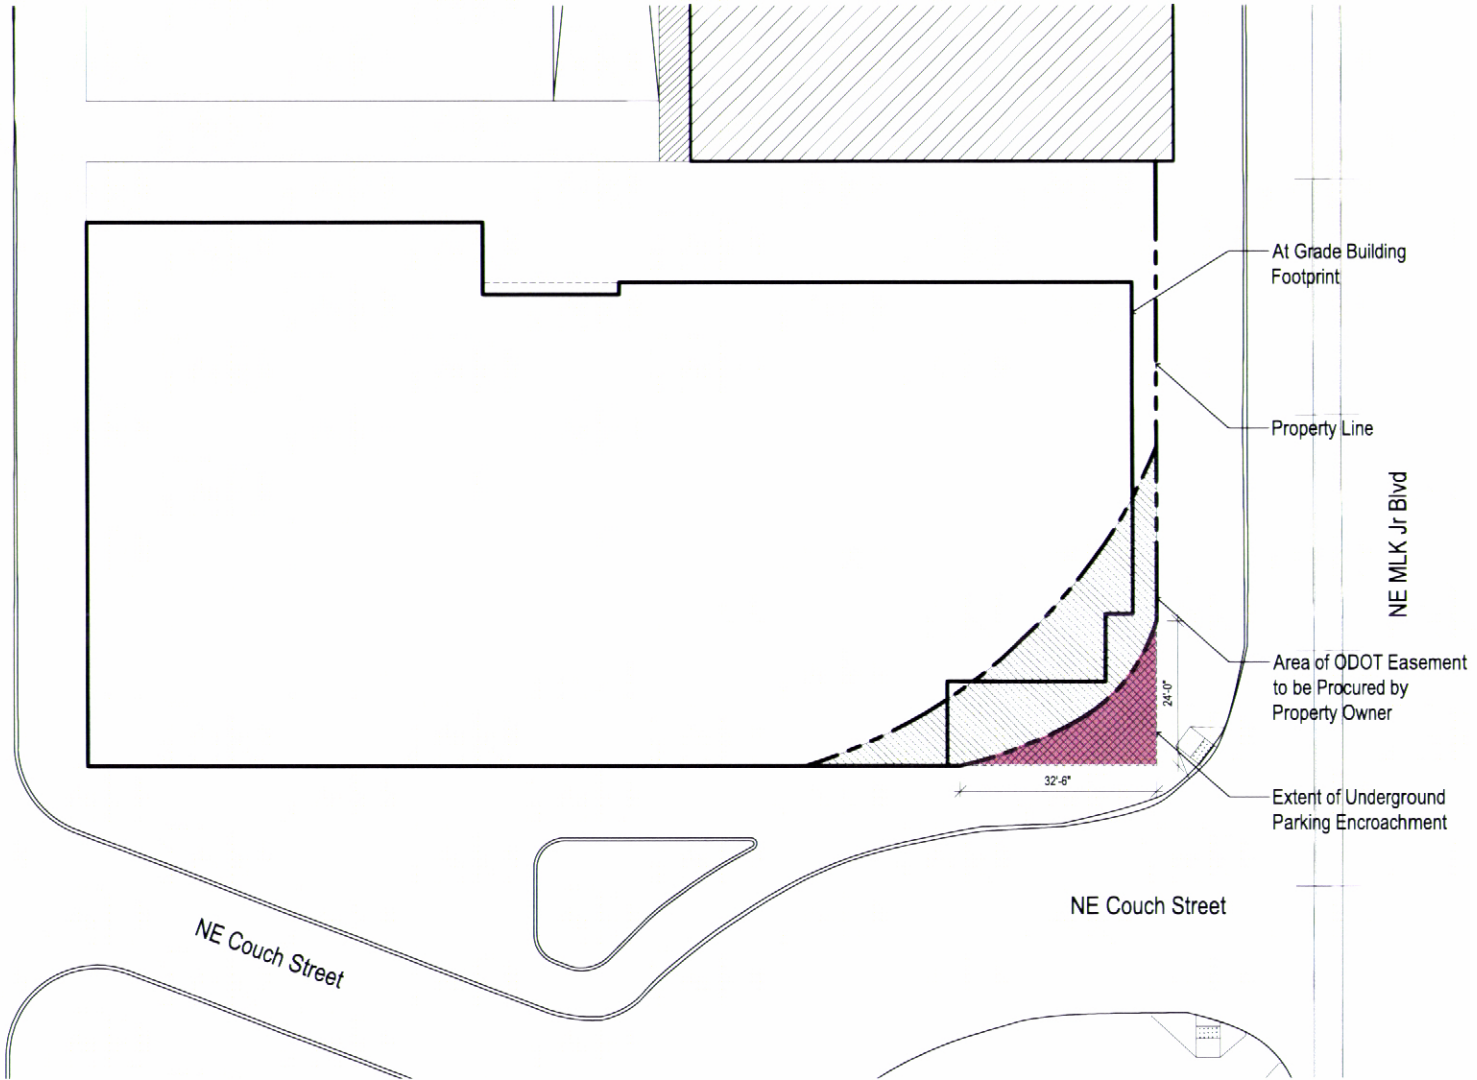 At Grade Building
Footprint
Property Line
NE MLK Jr Blvd
Area of ODOT Easement
to be Procured by
Property Owner
24'-0"
32'-6"
Extent of Underground
Parking Encroachment
NE Couch Street
NE Couch Street